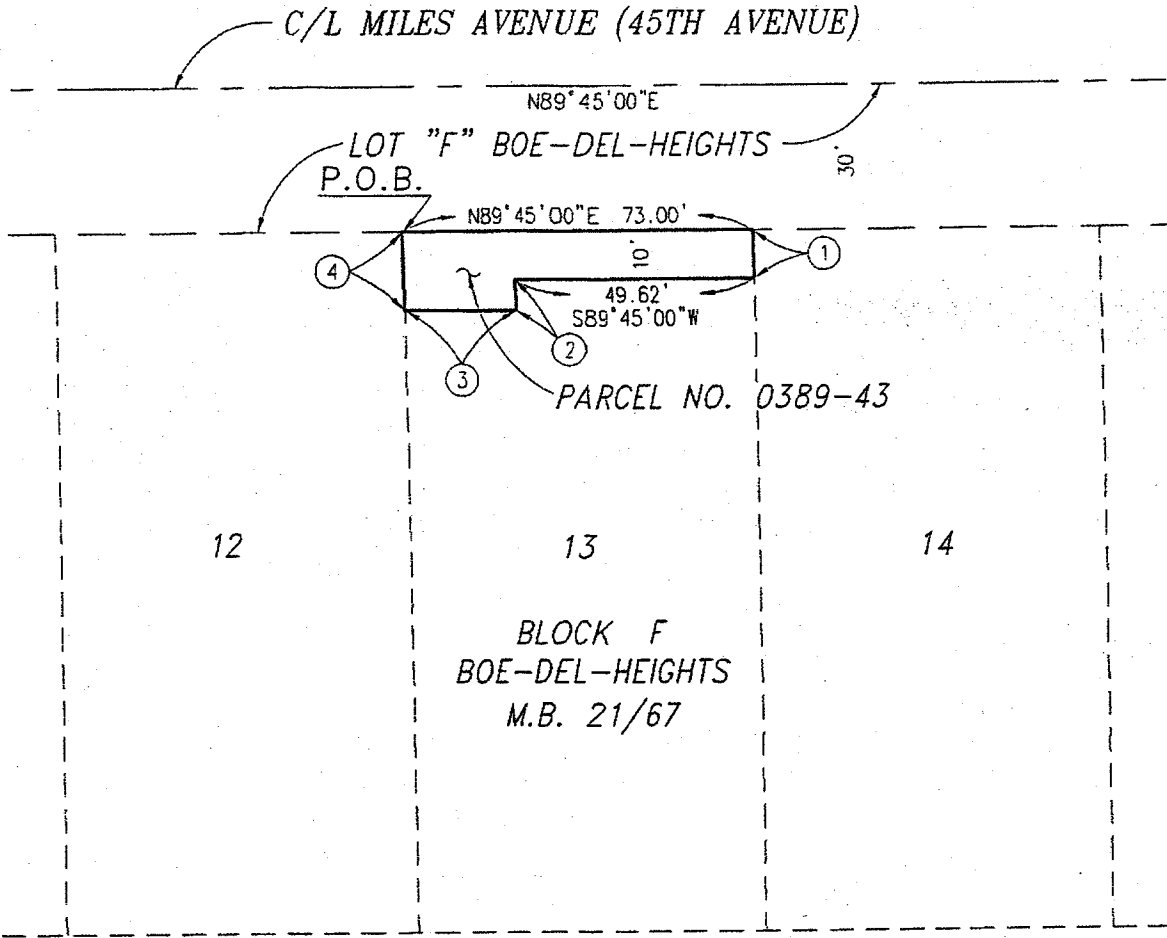 C/L MILES AVENUE (45TH AVENUE)
N89°45'00"E
LOT "F" BOE-DEL-HEIGHTS
30'
P.O.B.
N89°45'00"E 73.00'
10'
1
4
49.62'
S89°45'00"W
2
3
PARCEL NO. 0389-43
12
13
14
BLOCK F
BOE-DEL-HEIGHTS
M.B. 21/67